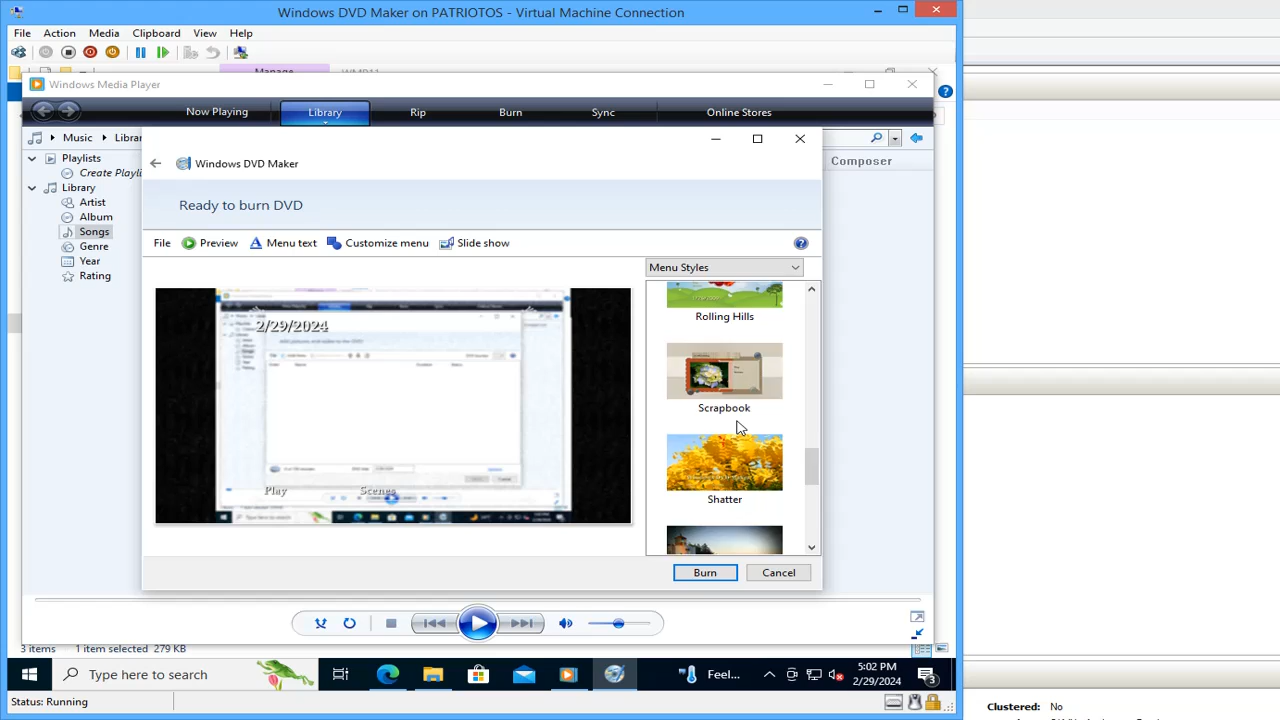 Windows DVD Maker on PATRIOTOS - Virtual Machine Connection
File Action Media Clipboard View Help
Manage
Windows Media Player
Now Playing Library Rip Burn Sync Online Stores
Music
Playlists
Library
Artist
Album
Songs
Genre
Year
Rating
Composer
Windows DVD Maker
Ready to burn DVD
File Preview Menu text Customize menu Slide show
Menu Styles
2/29/2024
Play Scenes
Rolling Hills
Scrapbook
Shatter
Burn Cancel
3 items 1 item selected 279 KB
Type here to search
Feel...
5:02 PM
2/29/2024
3
Status: Running
Clustered: No